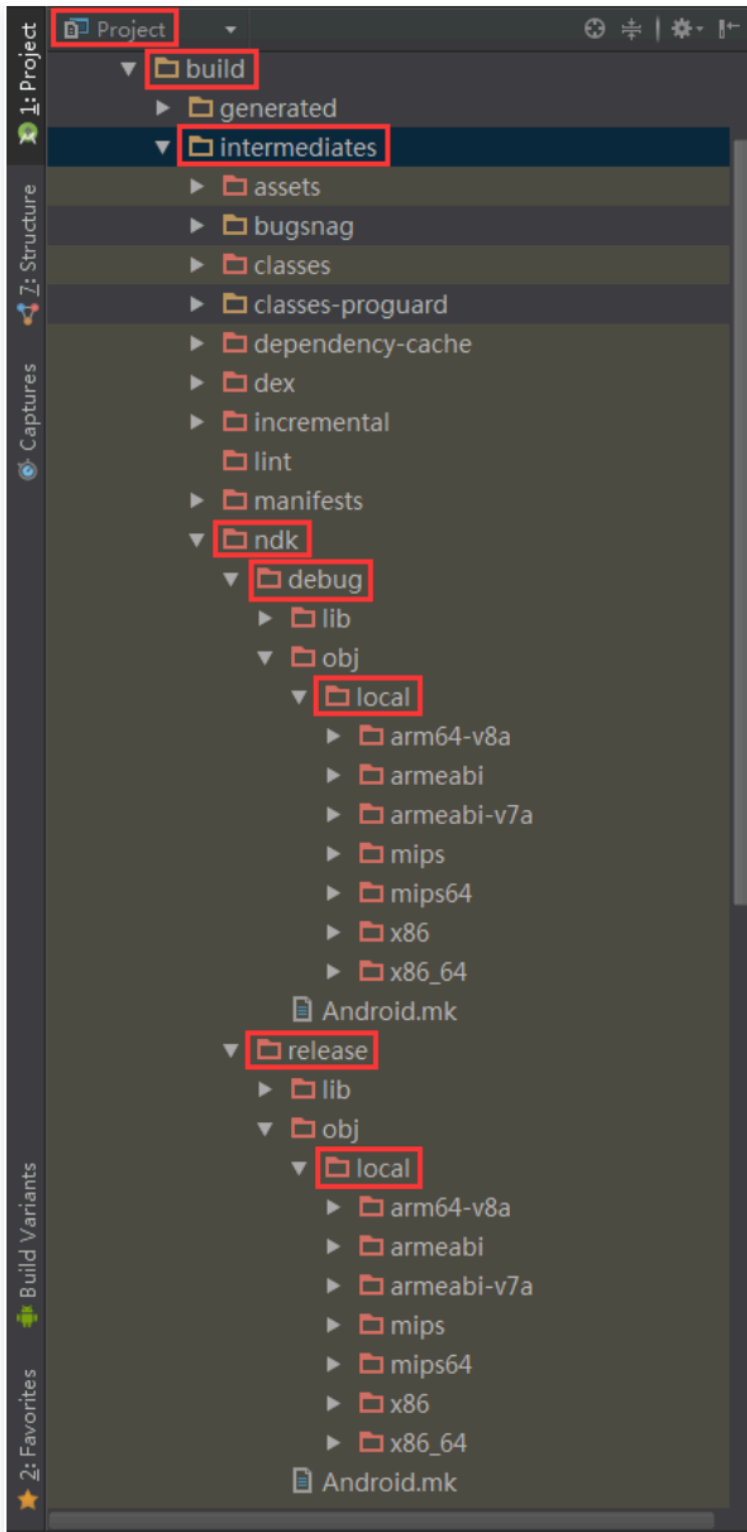 Project
build
generated
intermediates
assets
bugsnag
classes
classes-proguard
dependency-cache
dex
incremental
lint
manifests
ndk
debug
lib
obj
local
arm64-v8a
armeabi
armeabi-v7a
mips
mips64
x86
x86_64
Android.mk
release
lib
obj
local
arm64-v8a
armeabi
armeabi-v7a
mips
mips64
x86
x86_64
Android.mk
1: Project
7: Structure
Captures
Build Variants
2: Favorites